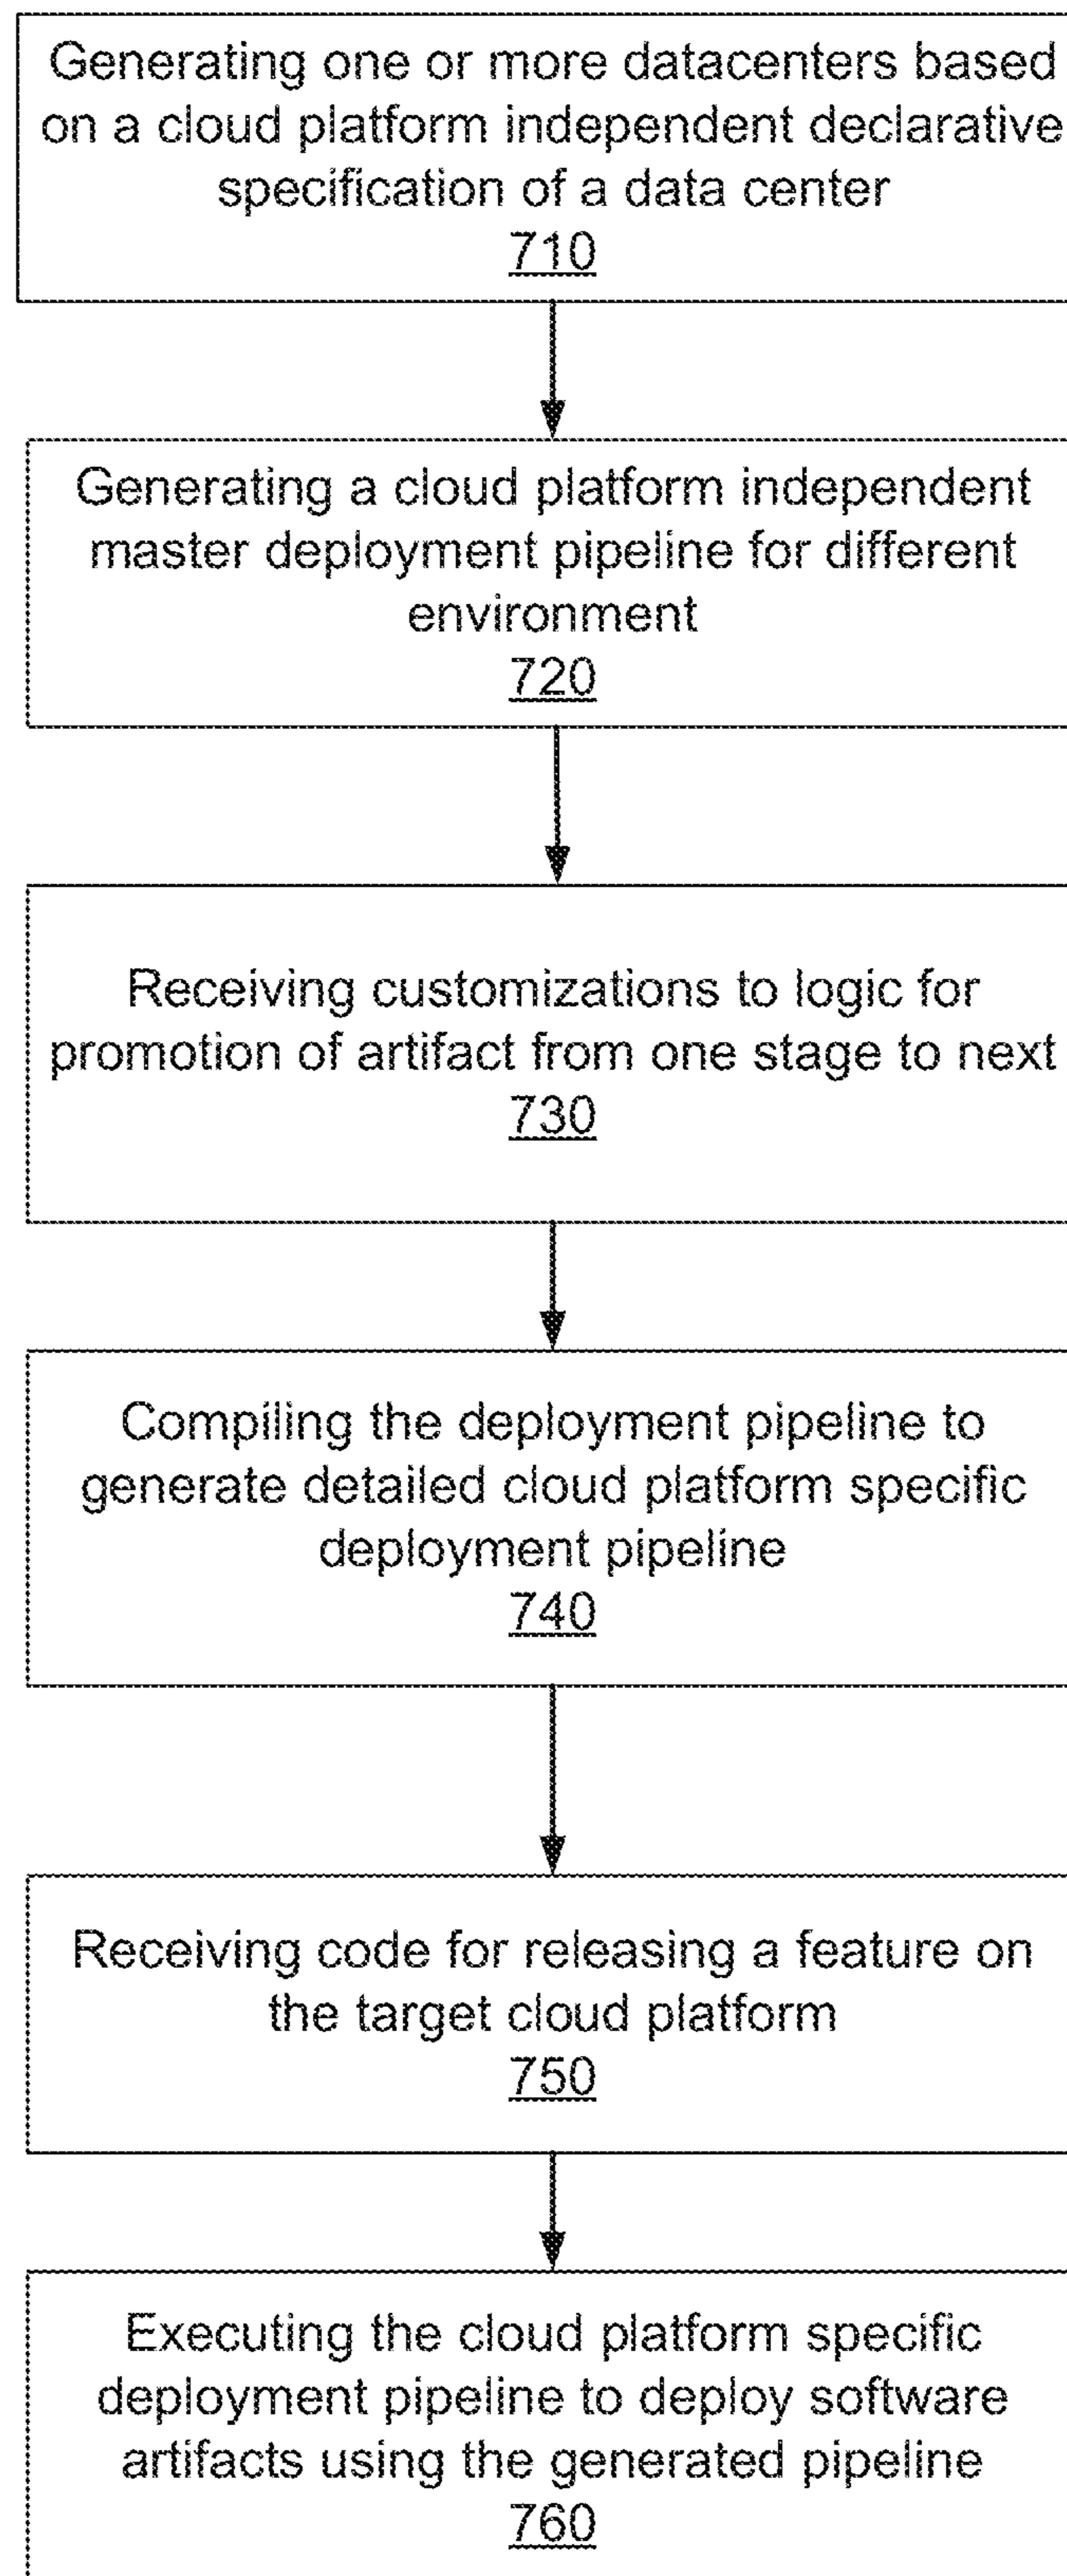 Generating one or more datacenters based
on a cloud platform independent declarative
specification of a data center
710
Generating a cloud platform independent
master deployment pipeline for different
environment
720
Receiving customizations to logic for
promotion of artifact from one stage to next
730
Compiling the deployment pipeline to
generate detailed cloud platform specific
deployment pipeline
740
Receiving code for releasing a feature on
the target cloud platform
750
Executing the cloud platform specific
deployment pipeline to deploy software
artifacts using the generated pipeline
760